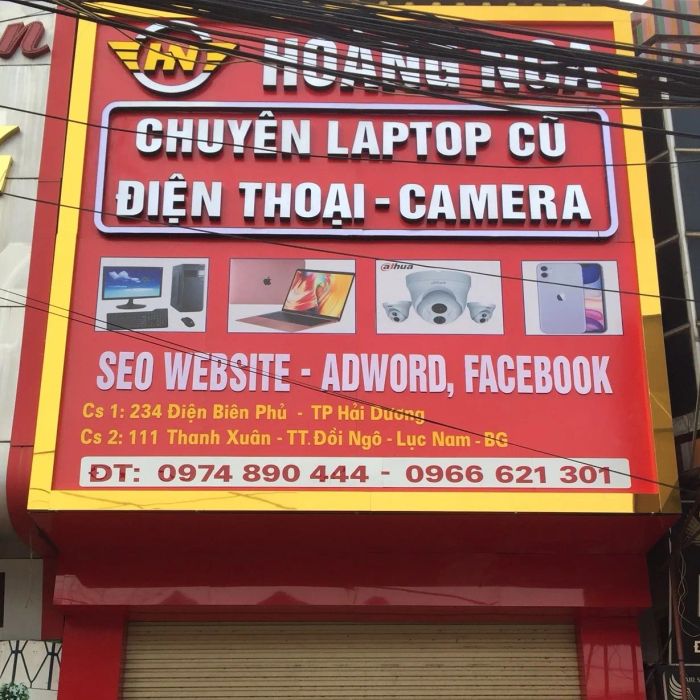 HN HOÀNG NGA
CHUYÊN LAPTOP CŨ
ĐIỆN THOẠI - CAMERA
alhua
SEO WEBSITE - ADWORD, FACEBOOK
Cs 1: 234 Điện Biên Phủ - TP Hải Dương
Cs 2: 111 Thanh Xuân - TT. Đồi Ngô - Lục Nam - BG
ĐT: 0974 890 444 - 0966 621 301